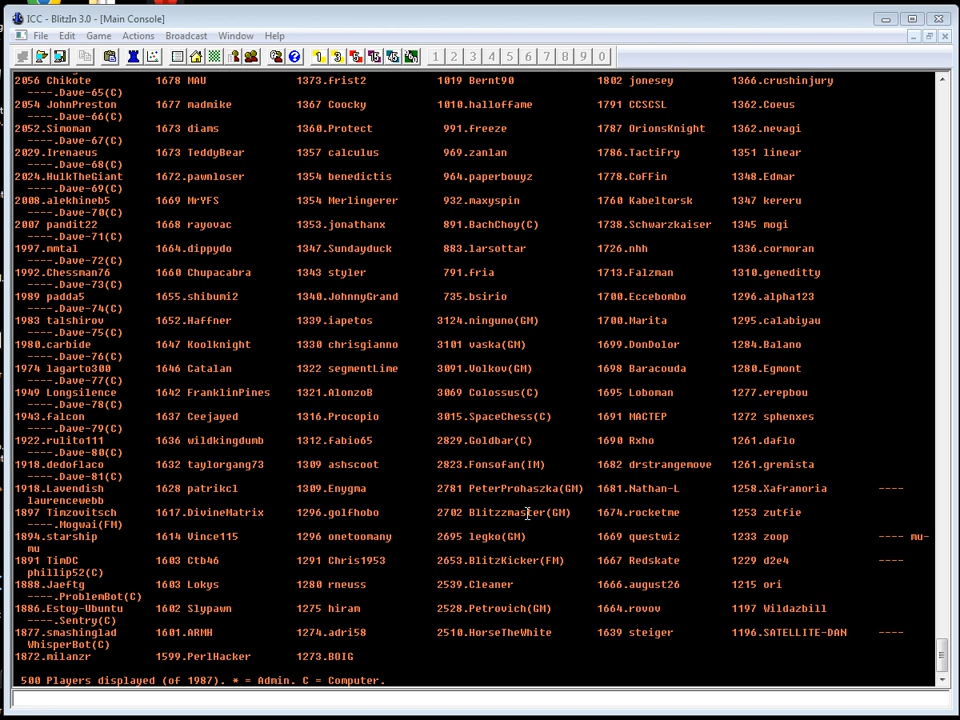 ICC - BlitzIn 3.0 - [Main Console]
File Edit Game Actions Broadcast Window Help
1 3 5 15 15 1 2 3 4 5 6 7 8 9 0
2056 Chikote 1678 MAU 1373.frist2 1019 Bernt90 1802 jonesey 1366.crushinjury
----.Dave-65(C)
2054 JohnPreston 1677 madmike 1367 Coocky 1010.halloffame 1791 CCSCSL 1362.Coeus
----.Dave-66(C)
2052.Simoman 1673 diams 1360.Protect 991.freeze 1787 OrionsKnight 1362.nevagi
----.Dave-67(C)
2029.Irenaeus 1673 TeddyBear 1357 calculus 969.zanlan 1786.TactiFry 1351 linear
----.Dave-68(C)
2024.HulkTheGiant 1672.pawnloser 1354 benedictis 964.paperbouyz 1778.CoFFin 1348.Edmar
----.Dave-69(C)
2008.alekhineb5 1669 MrYFS 1354 Merlingerer 932.maxyspin 1760 Kabeltorsk 1347 kereru
----.Dave-70(C)
2007 pandit22 1668 rayovac 1353.jonathanx 891.BachChoy(C) 1738.Schwarzkaiser 1345 mogi
----.Dave-71(C)
1997.mmtal 1664.dippydo 1347.Sundayduck 883.larsottar 1726.nhh 1336.cormoran
----.Dave-72(C)
1992.Chessman76 1660 Chupacabra 1343 styler 791.fria 1713.Falzman 1310.geneditty
----.Dave-73(C)
1989 padda5 1655.shibumi2 1340.JohnnyGrand 735.bsirio 1700.Eccebombo 1296.alpha123
----.Dave-74(C)
1983 talshirov 1652.Haffner 1339.iapetos 3124.ninguno(GM) 1700.Marita 1295.calabiyau
----.Dave-75(C)
1980.carbide 1647 Koolknight 1330 chrisgianno 3101 vaska(GM) 1699.DonDolor 1284.Balano
----.Dave-76(C)
1974 lagarto300 1646 Catalan 1322 segmentLime 3091.Volkov(GM) 1698 Baracouda 1280.Egmont
----.Dave-77(C)
1949 Longsilence 1642 FranklinPines 1321.AlonzoB 3069 Colossus(C) 1695 Loboman 1277.erepbou
----.Dave-78(C)
1943.falcon 1637 Ceejayed 1316.Procopio 3015.SpaceChess(C) 1691 MACTEP 1272 sphenxes
----.Dave-79(C)
1922.rulito111 1636 wildkingdumb 1312.fabio65 2829.Goldbar(C) 1690 Rxho 1261.daflo
----.Dave-80(C)
1918.dedoflaco 1632 taylorgang73 1309 ashscoot 2823.Fonsofan(IM) 1682 drstrangemove 1261.gremista
----.Dave-81(C)
1918.Lavendish 1628 patrikcl 1309.Enygma 2781 PeterProhaszka(GM) 1681.Nathan-L 1258.Xafranoria ----
laurencewebb
1897 Timzovitch 1617.DivineMatrix 1296.golfhobo 2702 Blitzzmaster(GM) 1674.rocketme 1253 zutfie
----.Mogwai(FM)
1894.starship 1614 Vince115 1296 onetoomany 2695 legko(GM) 1669 questwiz 1233 zoop ---- mu-
mu
1891 TimDC 1603 Ctb46 1291 Chris1953 2653.BlitzKicker(FM) 1667 Redskate 1229 d2e4 ----
phillip52(C)
1888.Jaeftg 1603 Lokys 1280 rneuss 2539.Cleaner 1666.august26 1215 ori
----.ProblemBot(C)
1886.Estoy-Ubuntu 1602 Slypawn 1275 hiram 2528.Petrovich(GM) 1664.rovov 1197 Wildazbill
----.Sentry(C)
1877.smashinglad 1601.ARMH 1274.adri58 2510.HorseTheWhite 1639 steiger 1196.SATELLITE-DAN ----
WhisperBot(C)
1872.milanzr 1599.PerlHacker 1273.BOIG
500 Players displayed (of 1987). * = Admin. C = Computer.